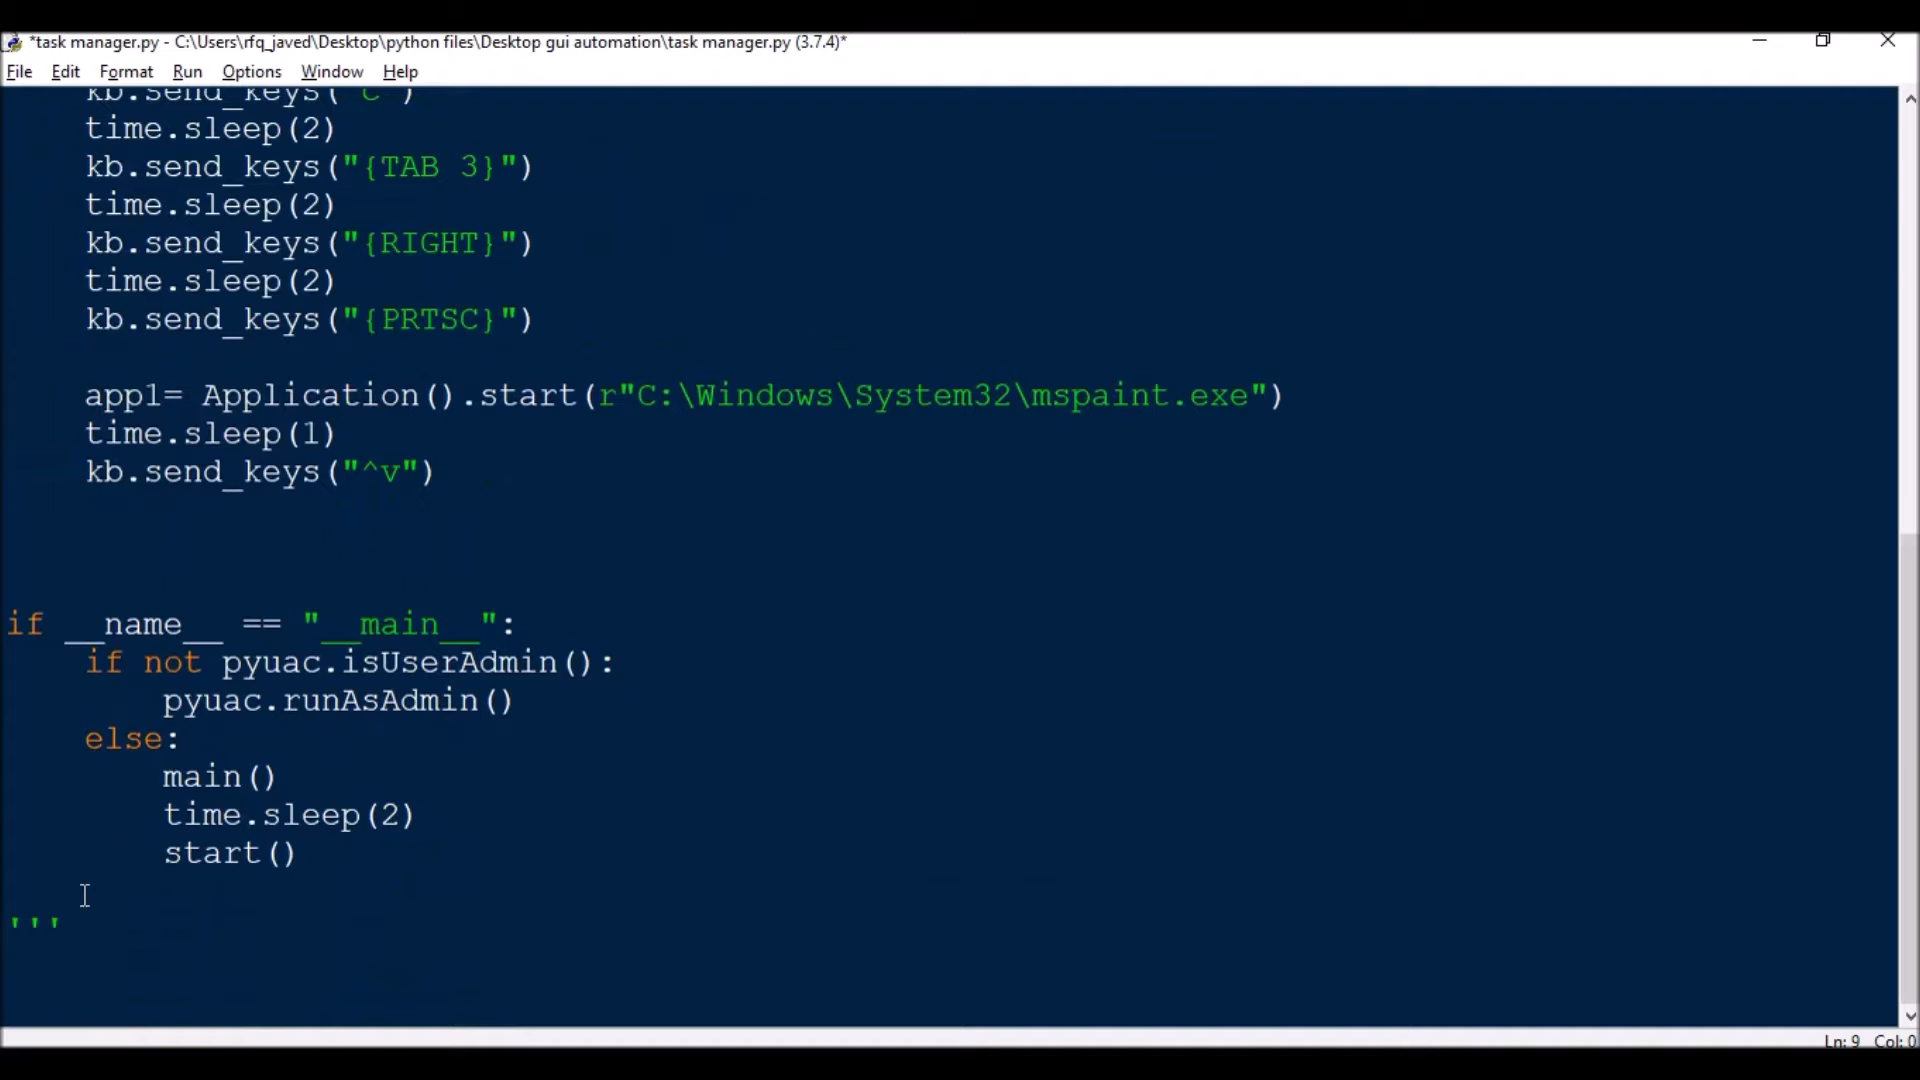 *task manager.py - C:\Users\rfq_javed\Desktop\python files\Desktop gui automation\task manager.py (3.7.4)*
File Edit Format Run Options Window Help
kb.send_keys("c")
time.sleep(2)
kb.send_keys("{TAB 3}")
time.sleep(2)
kb.send_keys("{RIGHT}")
time.sleep(2)
kb.send_keys("{PRTSC}")
app1= Application().start(r"C:\Windows\System32\mspaint.exe")
time.sleep(1)
kb.send_keys("^v")
if __name__ == "__main__":
if not pyuac.isUserAdmin():
pyuac.runAsAdmin()
else:
main()
time.sleep(2)
start()
'''
Ln: 9 Col: 0